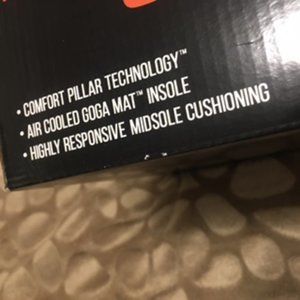 • COMFORT PILLAR TECHNOLOGY™
• AIR COOLED GOGA MAT™ INSOLE
• HIGHLY RESPONSIVE MIDSOLE CUSHIONING